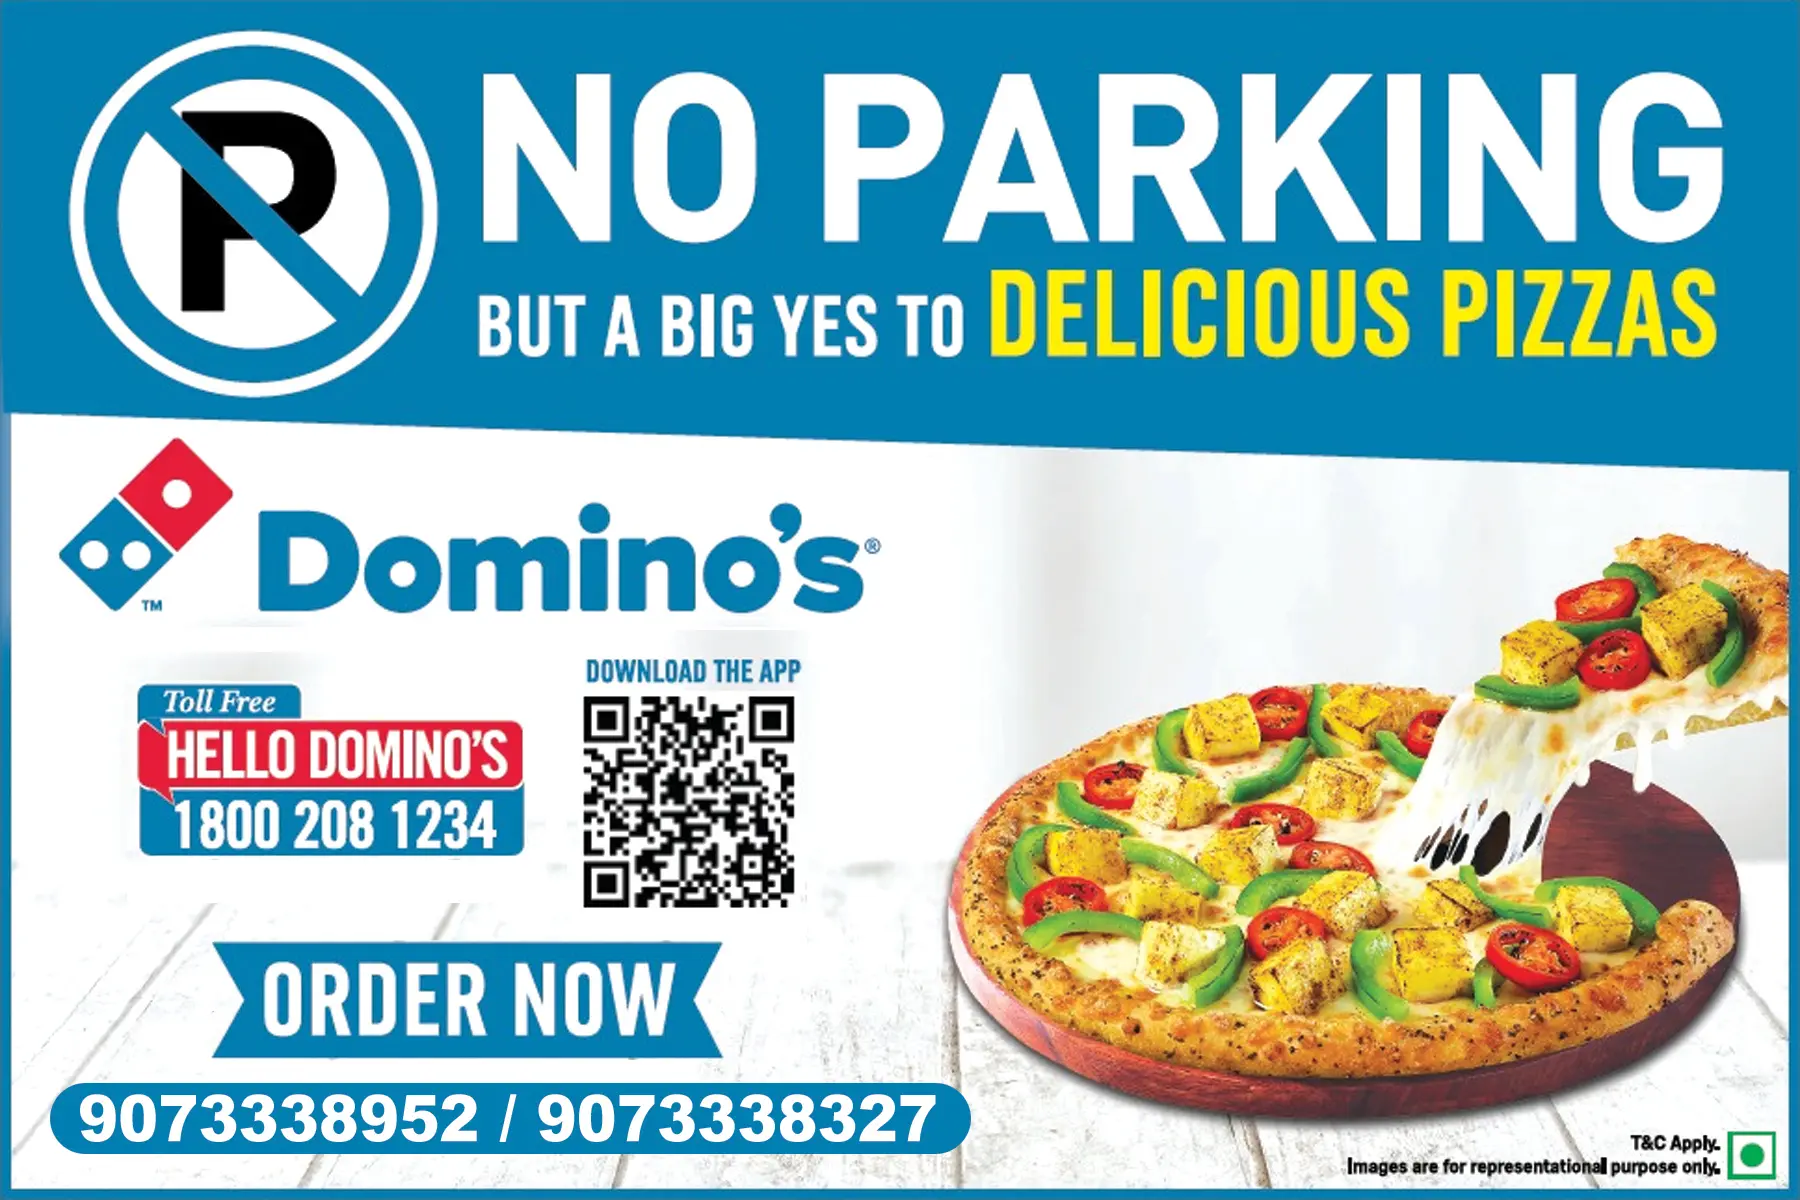 P
NO PARKING
BUT A BIG YES TO DELICIOUS PIZZAS
Domino's®
TM
DOWNLOAD THE APP
Toll Free
HELLO DOMINO'S
1800 208 1234
ORDER NOW
9073338952 / 9073338327
T&C Apply.
Images are for representational purpose only.